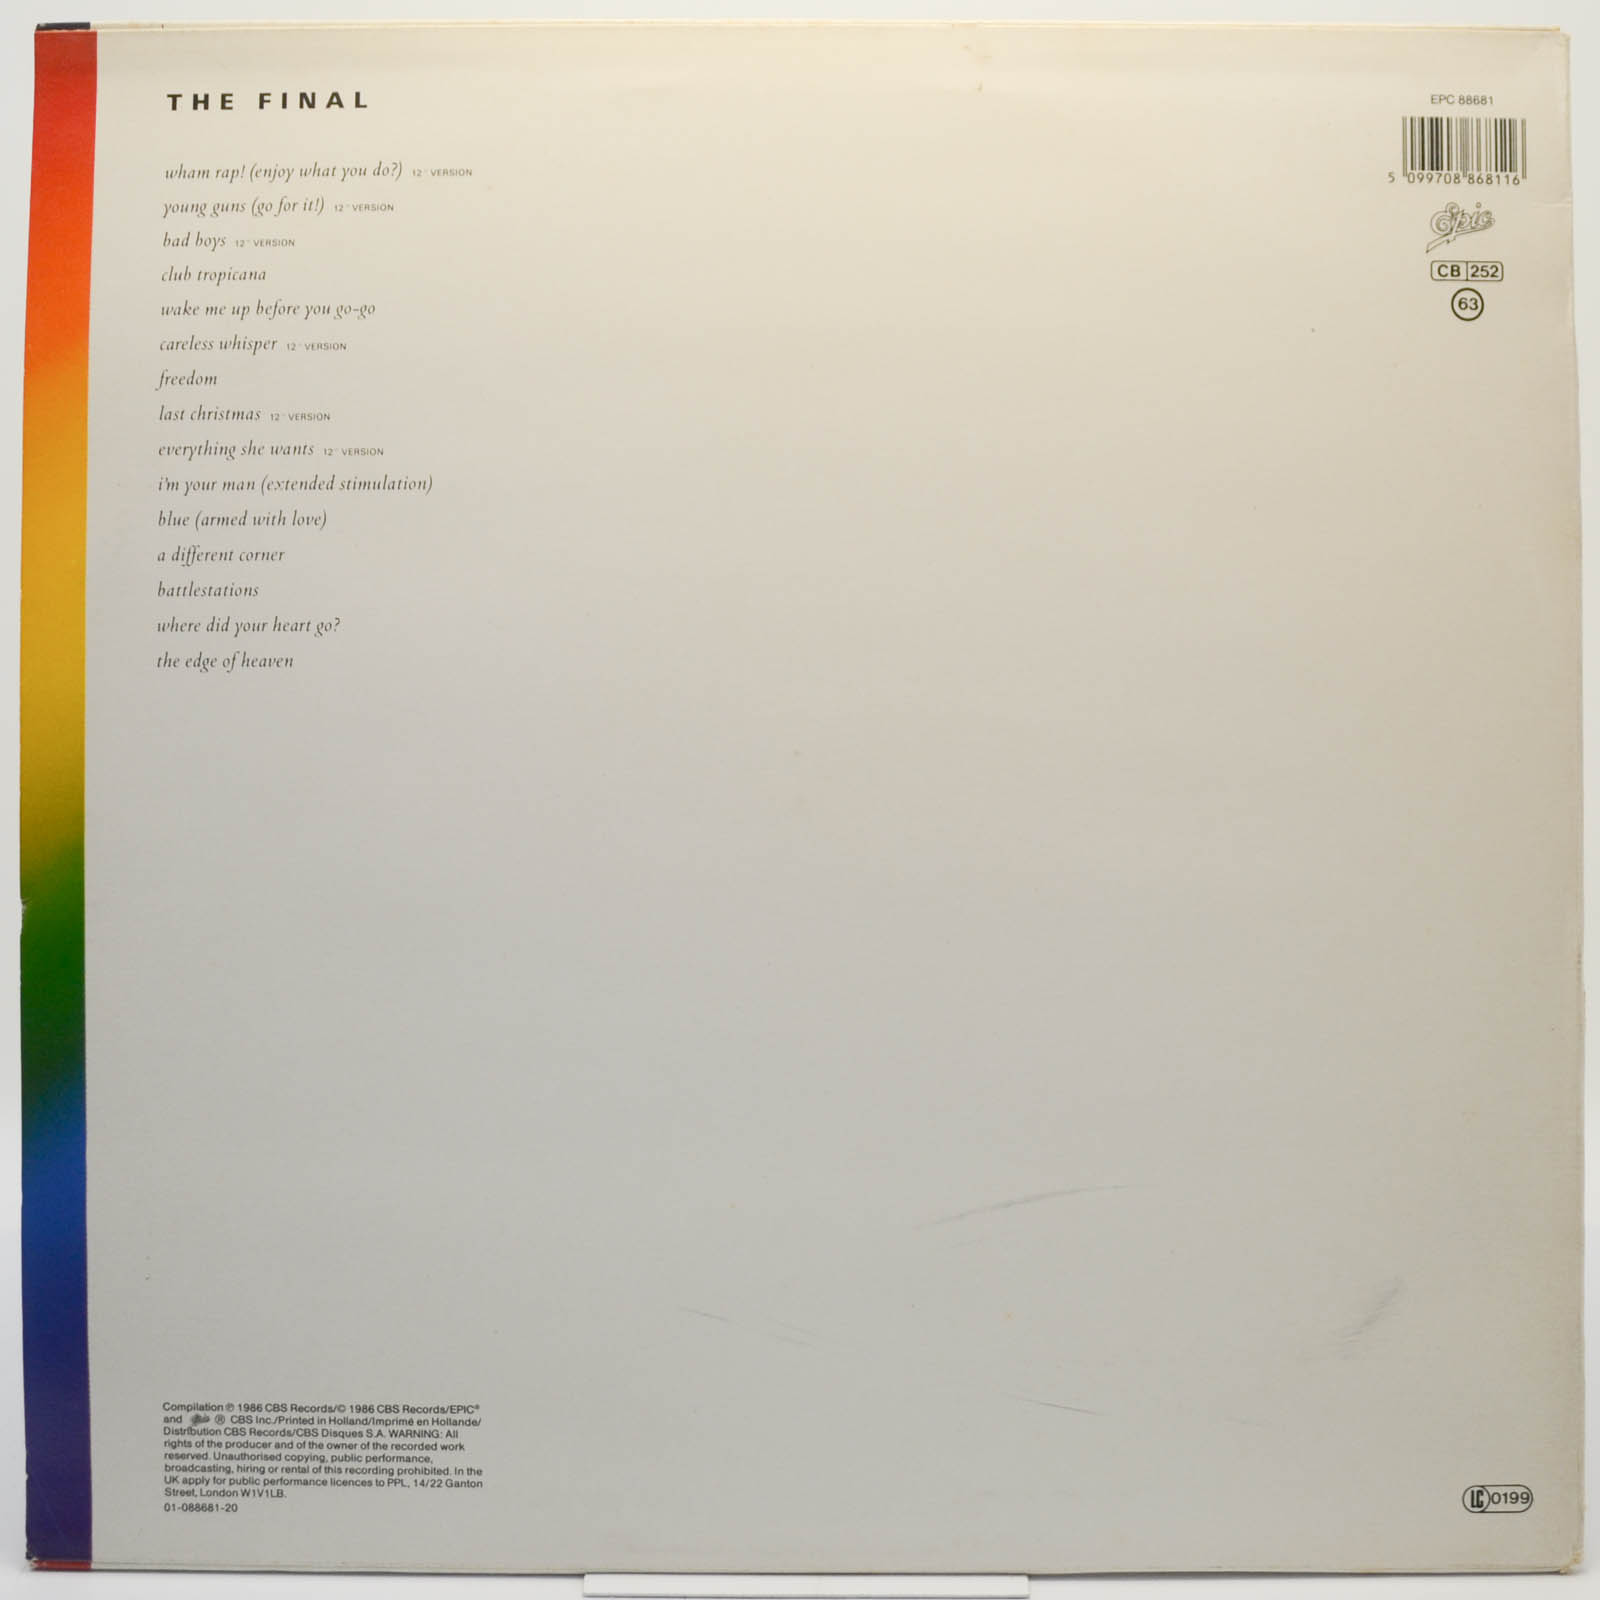 THE FINAL
wham rap! (enjoy what you do?) 12" VERSION
young guns (go for it!) 12" VERSION
bad boys 12" VERSION
club tropicana
wake me up before you go-go
careless whisper 12" VERSION
freedom
last christmas 12" VERSION
everything she wants 12" VERSION
i'm your man (extended stimulation)
blue (armed with love)
a different corner
battlestations
where did your heart go?
the edge of heaven
EPC 88681
5 099708 868116
Epic
CB 252
63
Compilation ℗ 1986 CBS Records/© 1986 CBS Records/EPIC®
and Epic ® CBS Inc./Printed in Holland/Imprimé en Hollande/
Distribution CBS Records/CBS Disques S.A. WARNING: All
rights of the producer and of the owner of the recorded work
reserved. Unauthorised copying, public performance,
broadcasting, hiring or rental of this recording prohibited. In the
UK apply for public performance licences to PPL, 14/22 Ganton
Street, London W1V1LB.
01-088681-20
LC 0199